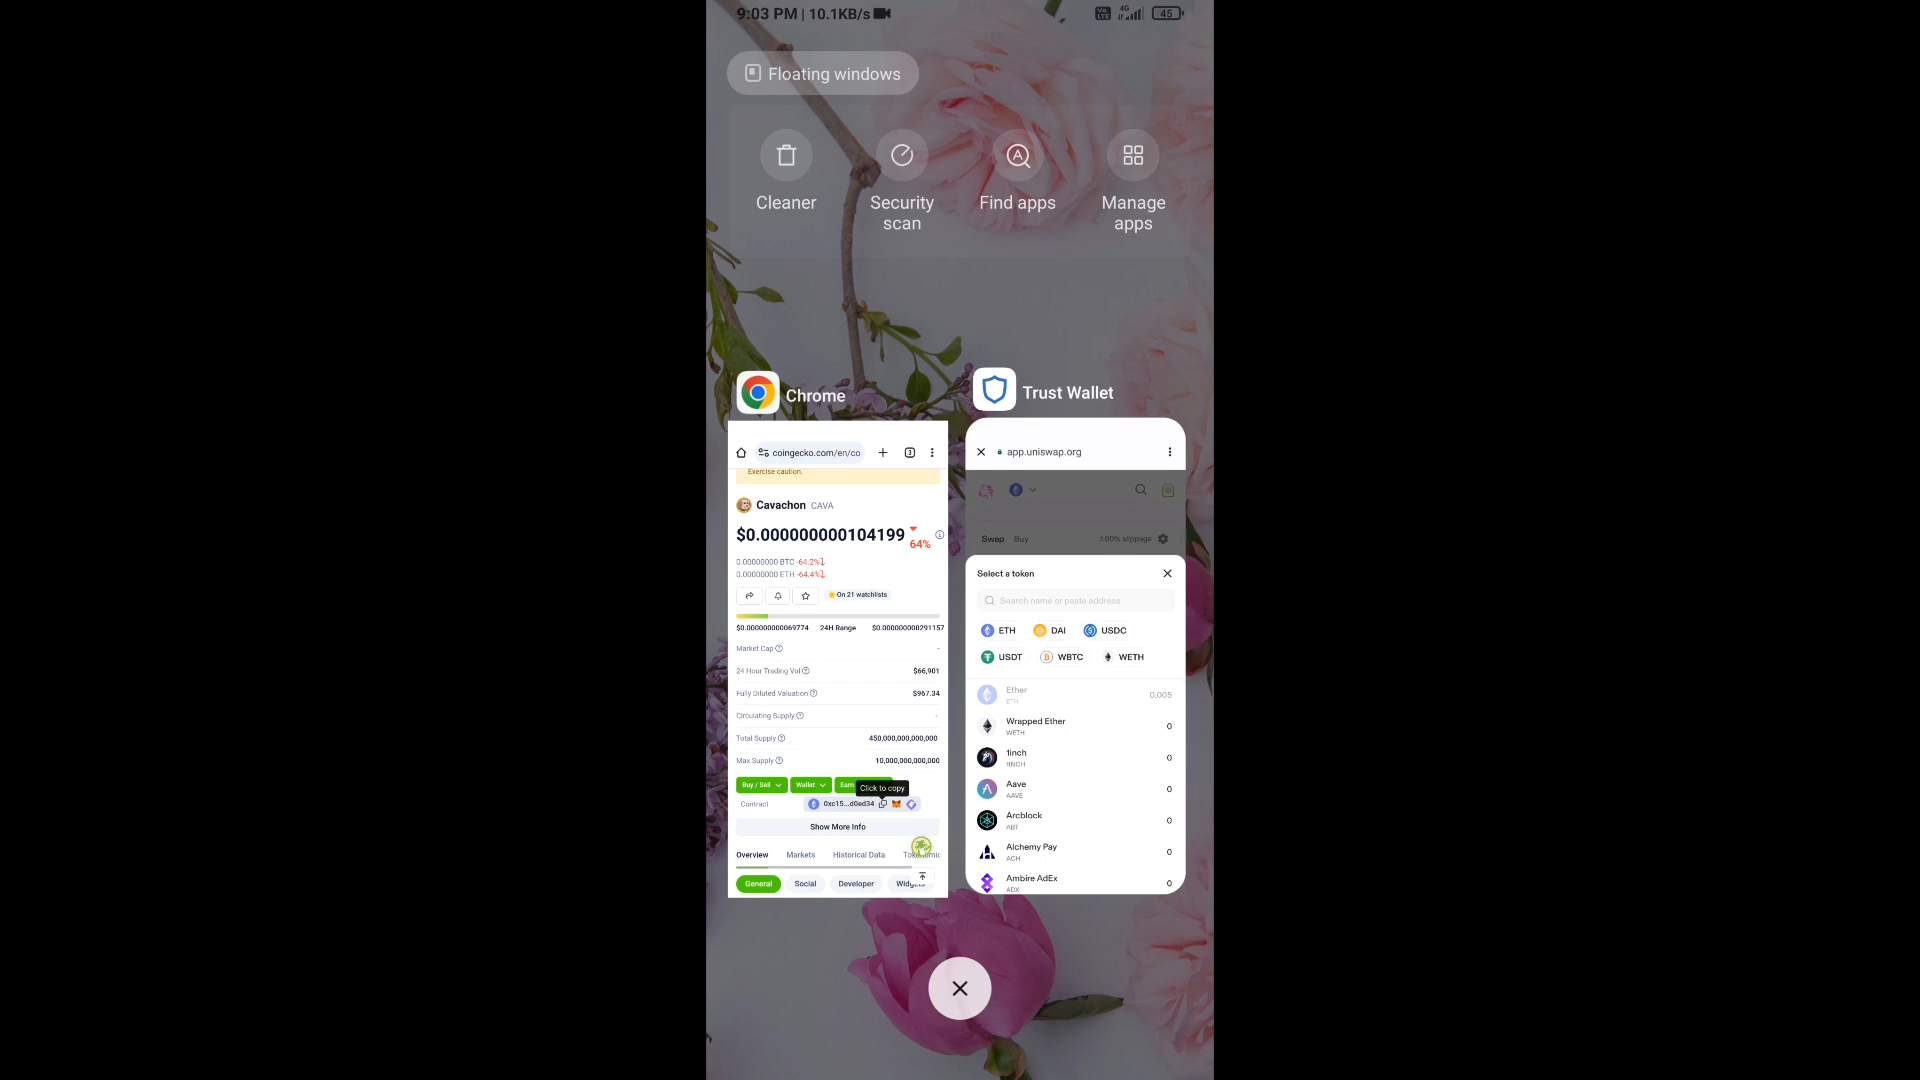 9:03 PM | 10.1KB/s
Vo
LTE
4G
45
Floating windows
Cleaner
Security
scan
Find apps
Manage
apps
Chrome
coingecko.com/en/co
3
Exercise caution.
Cavachon CAVA
$0.000000000104199
64%
0.00000000 BTC -64.2%
0.00000000 ETH -64.4%
On 21 watchlists
$0.000000000069774 24H Range $0.000000000291157
Market Cap -
24 Hour Trading Vol $66,901
Fully Diluted Valuation $967.34
Circulating Supply -
Total Supply 450,000,000,000,000
Max Supply 10,000,000,000,000
Buy / Sell Wallet Earn
Click to copy
Contract 0xc15...d0ed34
Show More Info
Overview Markets Historical Data
General Social Developer
Trust Wallet
app.uniswap.org
Swap Buy 1.00% slippage
Select a token
Search name or paste address
ETH DAI USDC
USDT WBTC WETH
Ether 0.005
ETH
Wrapped Ether 0
WETH
1inch 0
1INCH
Aave 0
AAVE
Arcblock 0
ABT
Alchemy Pay 0
ACH
Ambire AdEx 0
ADX